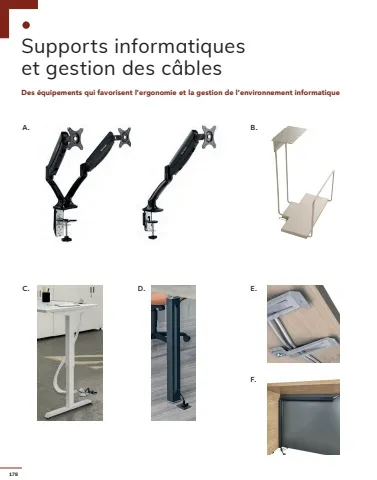 Supports informatiques
et gestion des câbles
Des équipements qui favorisent l'ergonomie et la gestion de l'environnement informatique
A.
B.
C.
D.
E.
F.
178